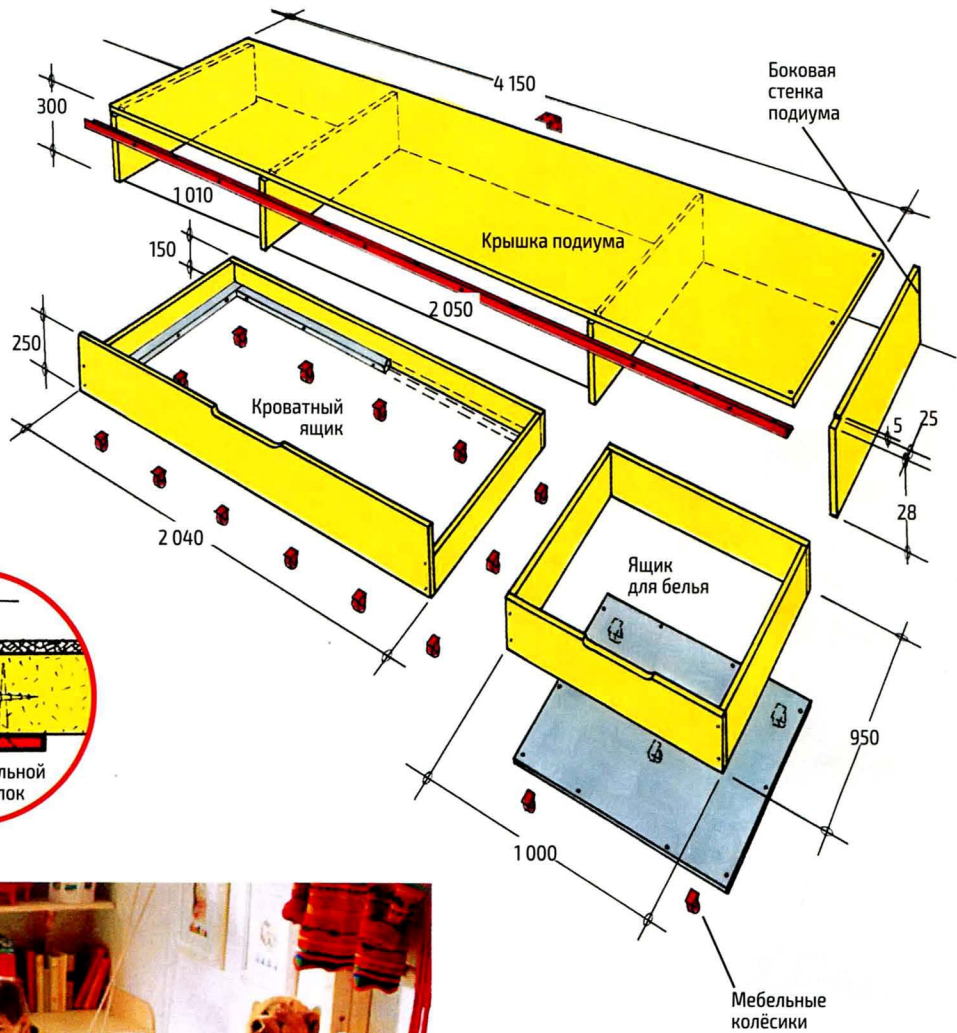 4 150
Боковая
стенка
подиума
300
1 010
Крышка подиума
150
2 050
250
Кроватный
ящик
5
25
28
2 040
Ящик
для белья
950
1 000
Мебельные
колёсики